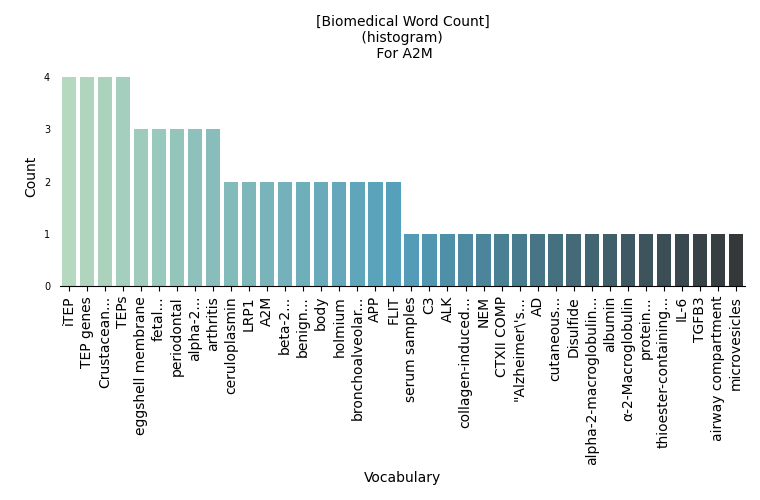 [Biomedical Word Count]
(histogram)
For A2M
Count
4
3
2
1
0
iTEP
TEP genes
Crustacean...
TEPs
eggshell membrane
fetal...
periodontal
alpha-2...
arthritis
ceruloplasmin
LRP1
A2M
beta-2...
benign...
body
holmium
bronchoalveolar...
APP
FLIT
serum samples
C3
ALK
collagen-induced...
NEM
CTXII COMP
"Alzheimer\'s...
AD
cutaneous...
Disulfide
alpha-2-macroglobulin...
albumin
α-2-Macroglobulin
protein...
thioester-containing...
IL-6
TGFB3
airway compartment
microvesicles
Vocabulary